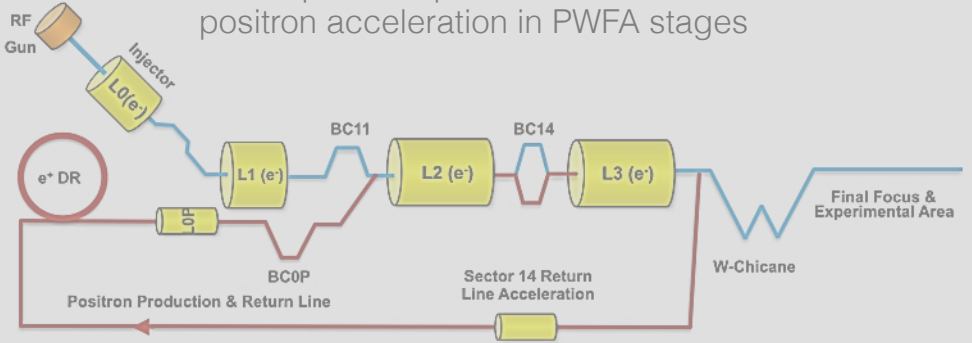 positron acceleration in PWFA stages
RF
Gun
Injector
L0(e-)
e+ DR
L1 (e-)
BC11
L2 (e-)
BC14
L3 (e-)
L0P
BC0P
Final Focus &
Experimental Area
W-Chicane
Sector 14 Return
Line Acceleration
Positron Production & Return Line